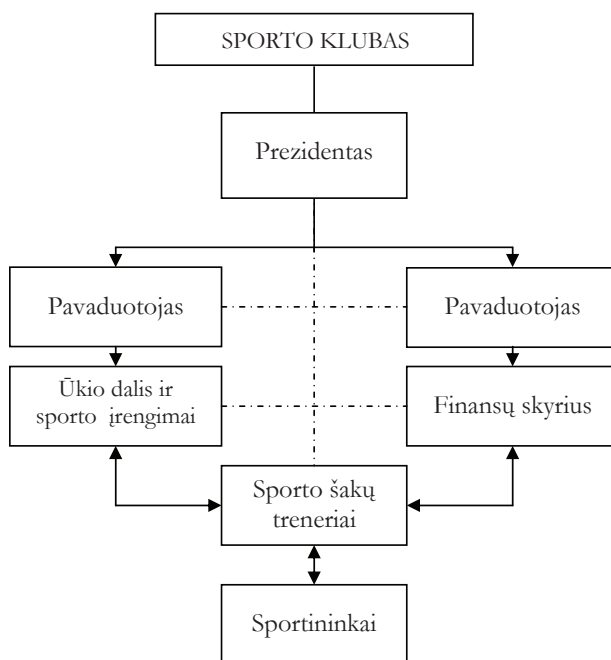 SPORTO KLUBAS
Prezidentas
Pavaduotojas
Pavaduotojas
Ūkio dalis ir
sporto įrengimai
Finansų skyrius
Sporto šakų
treneriai
Sportininkai